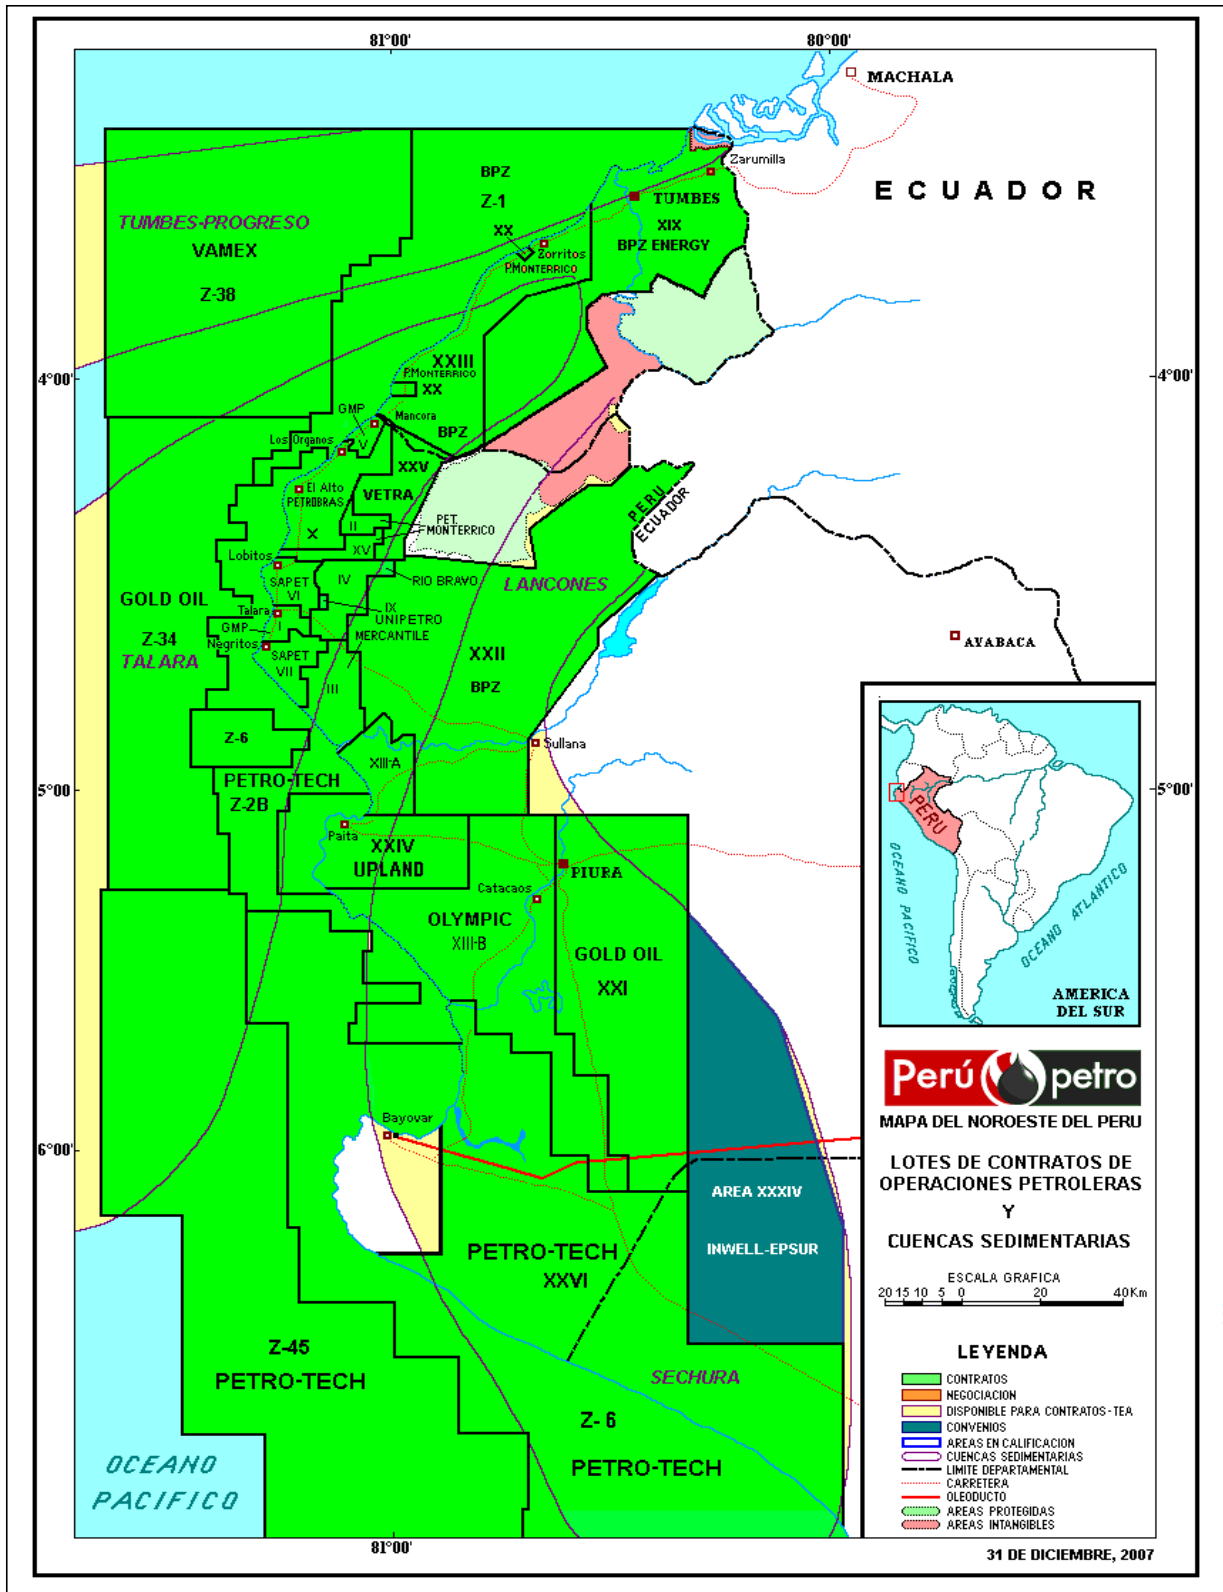 81°00'
80°00'
MACHALA
Zarumilla
ECUADOR
BPZ
Z-1
TUMBES
TUMBES-PROGRESO
VAMEX
Z-38
XX
XIX
BPZ ENERGY
Zorritos
P.MONTERRICO
4°00'
4°00'
XXIII
P.MONTERRICO
XX
GMP
Mancora
V
BPZ
Los Organos
XXV
VETRA
El Alto
PETROBRAS
PERU
ECUADOR
PET.
MONTERRICO
II
X
XV
Lobitos
SAPET
VI
IV
RIO BRAVO
LANCONES
GOLD OIL
Talara
I
IX
UNIPETRO
GMP
MERCANTILE
Z-34
TALARA
Negritos
SAPET
VII
III
XXII
BPZ
AYABACA
Z-6
Sullana
XIII-A
PETRO-TECH
Z-2B
5°00'
5°00'
Paita
XXIV
UPLAND
PIURA
Catacaos
OLYMPIC
XIII-B
GOLD OIL
XXI
Bayovar
6°00'
6°00'
AREA XXXIV
INWELL-EPSUR
PETRO-TECH
XXVI
Z-45
PETRO-TECH
SECHURA
Z- 6
PETRO-TECH
OCEANO
PACIFICO
81°00'
PERU
OCEANO PACIFICO
OCEANO ATLANTICO
AMERICA
DEL SUR
Perú petro
MAPA DEL NOROESTE DEL PERU
LOTES DE CONTRATOS DE
OPERACIONES PETROLERAS
Y
CUENCAS SEDIMENTARIAS
ESCALA GRAFICA
20 15 10 5 0 20 40 Km
LEYENDA
CONTRATOS
NEGOCIACION
DISPONIBLE PARA CONTRATOS-TEA
CONVENIOS
AREAS EN CALIFICACION
CUENCAS SEDIMENTARIAS
LIMITE DEPARTAMENTAL
CARRETERA
OLEODUCTO
AREAS PROTEGIDAS
AREAS INTANGIBLES
31 DE DICIEMBRE, 2007